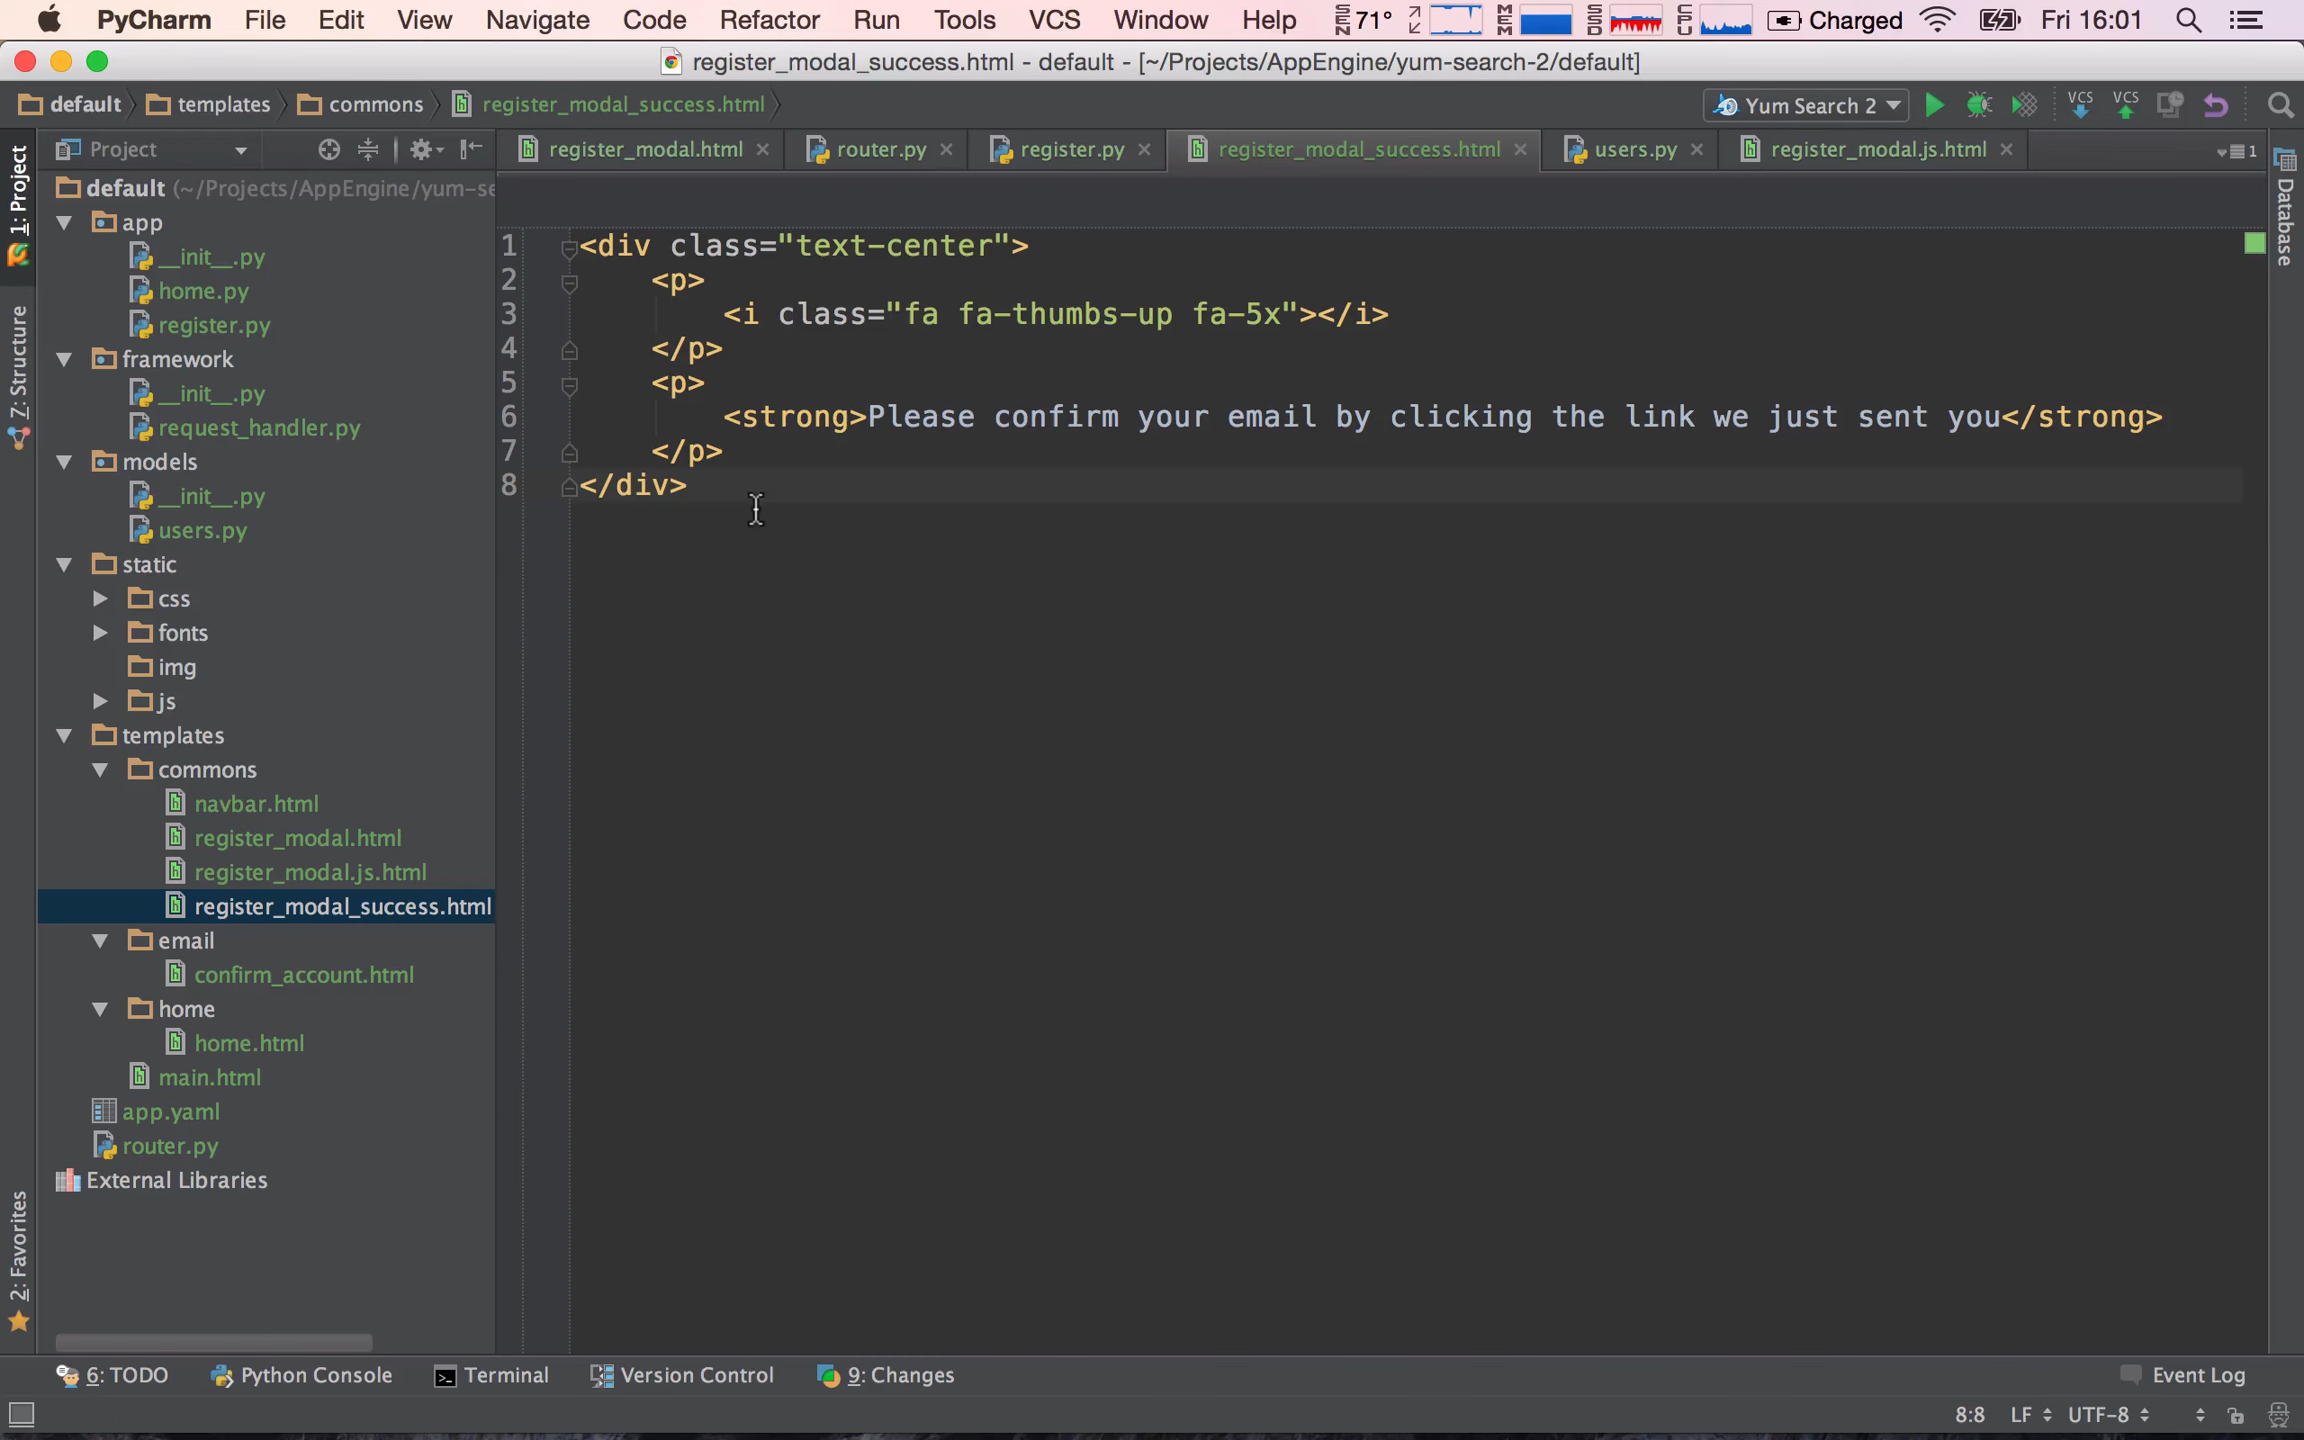 PyCharm File Edit View Navigate Code Refactor Run Tools VCS Window Help SEN 71° MEM SSD CPU Charged Fri 16:01
register_modal_success.html - default - [~/Projects/AppEngine/yum-search-2/default]
default templates commons register_modal_success.html Yum Search 2 VCS VCS
Project register_modal.html router.py register.py register_modal_success.html users.py register_modal.js.html 1
1: Project
7: Structure
2: Favorites
Database
default (~/Projects/AppEngine/yum-se
app
__init__.py
home.py
register.py
framework
__init__.py
request_handler.py
models
__init__.py
users.py
static
css
fonts
img
js
templates
commons
navbar.html
register_modal.html
register_modal.js.html
register_modal_success.html
email
confirm_account.html
home
home.html
main.html
app.yaml
router.py
External Libraries
1 <div class="text-center">
2 <p>
3 <i class="fa fa-thumbs-up fa-5x"></i>
4 </p>
5 <p>
6 <strong>Please confirm your email by clicking the link we just sent you</strong>
7 </p>
8 </div>
6: TODO Python Console Terminal Version Control 9: Changes Event Log
8:8 LF UTF-8